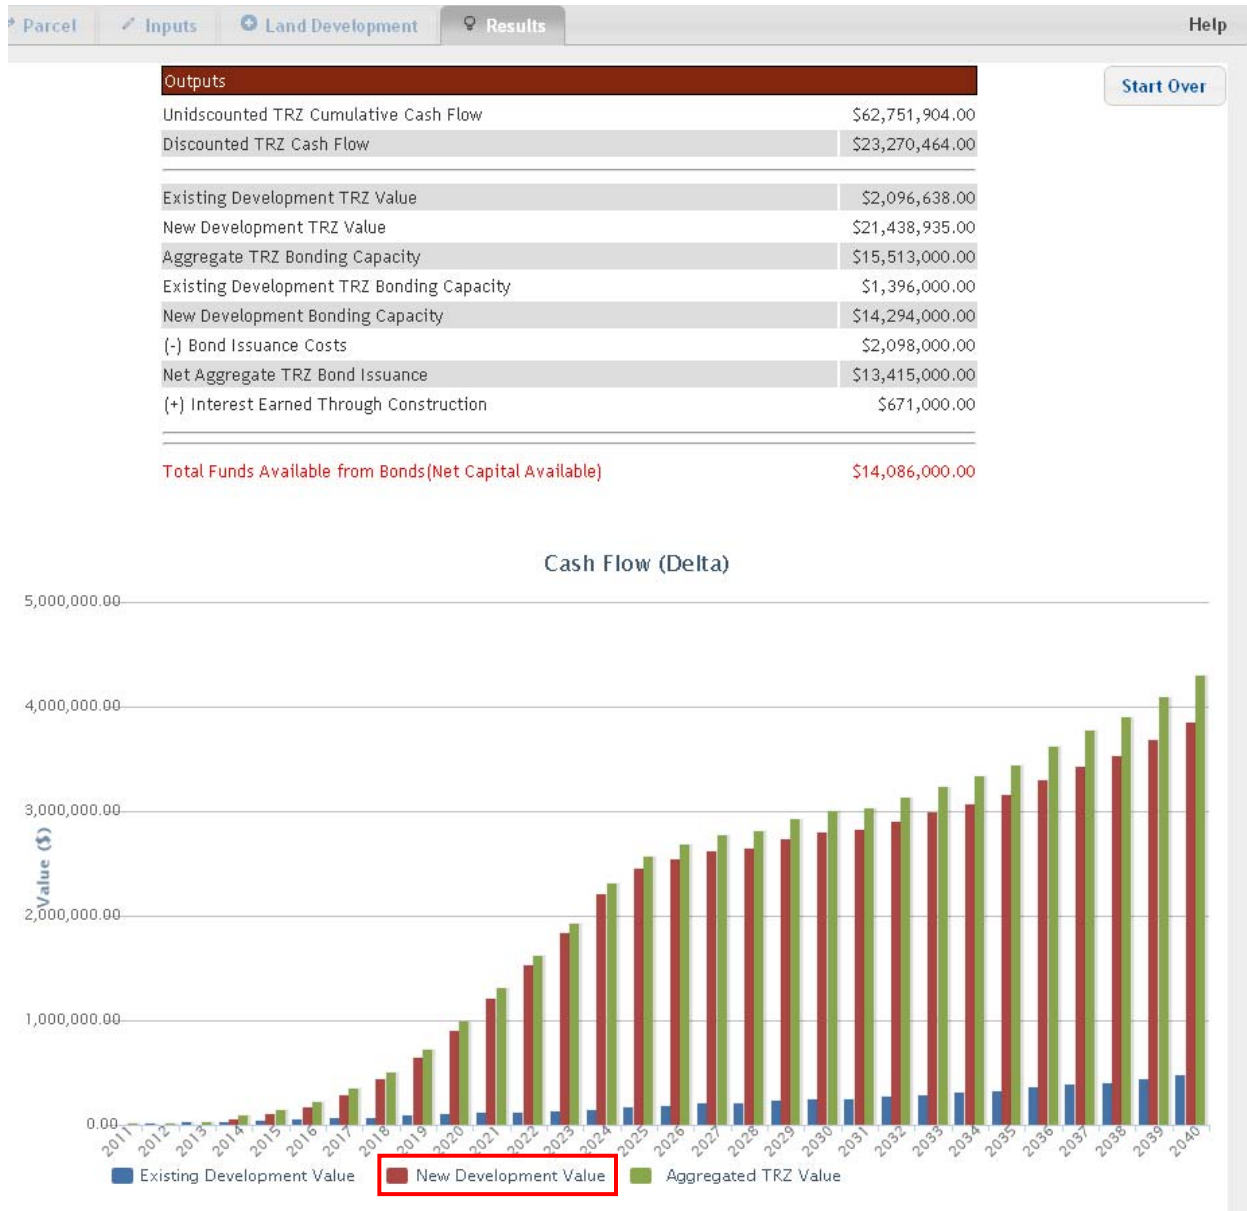 Parcel Inputs Land Development Results Help
Outputs
Start Over
Unidscounted TRZ Cumulative Cash Flow $62,751,904.00
Discounted TRZ Cash Flow $23,270,464.00
Existing Development TRZ Value $2,096,638.00
New Development TRZ Value $21,438,935.00
Aggregate TRZ Bonding Capacity $15,513,000.00
Existing Development TRZ Bonding Capacity $1,396,000.00
New Development Bonding Capacity $14,294,000.00
(-) Bond Issuance Costs $2,098,000.00
Net Aggregate TRZ Bond Issuance $13,415,000.00
(+) Interest Earned Through Construction $671,000.00
Total Funds Available from Bonds(Net Capital Available) $14,086,000.00
Cash Flow (Delta)
5,000,000.00
4,000,000.00
3,000,000.00
2,000,000.00
1,000,000.00
0.00
Value ($)
2011 2012 2013 2014 2015 2016 2017 2018 2019 2020 2021 2022 2023 2024 2025 2026 2027 2028 2029 2030 2031 2032 2033 2034 2035 2036 2037 2038 2039 2040
Existing Development Value New Development Value Aggregated TRZ Value